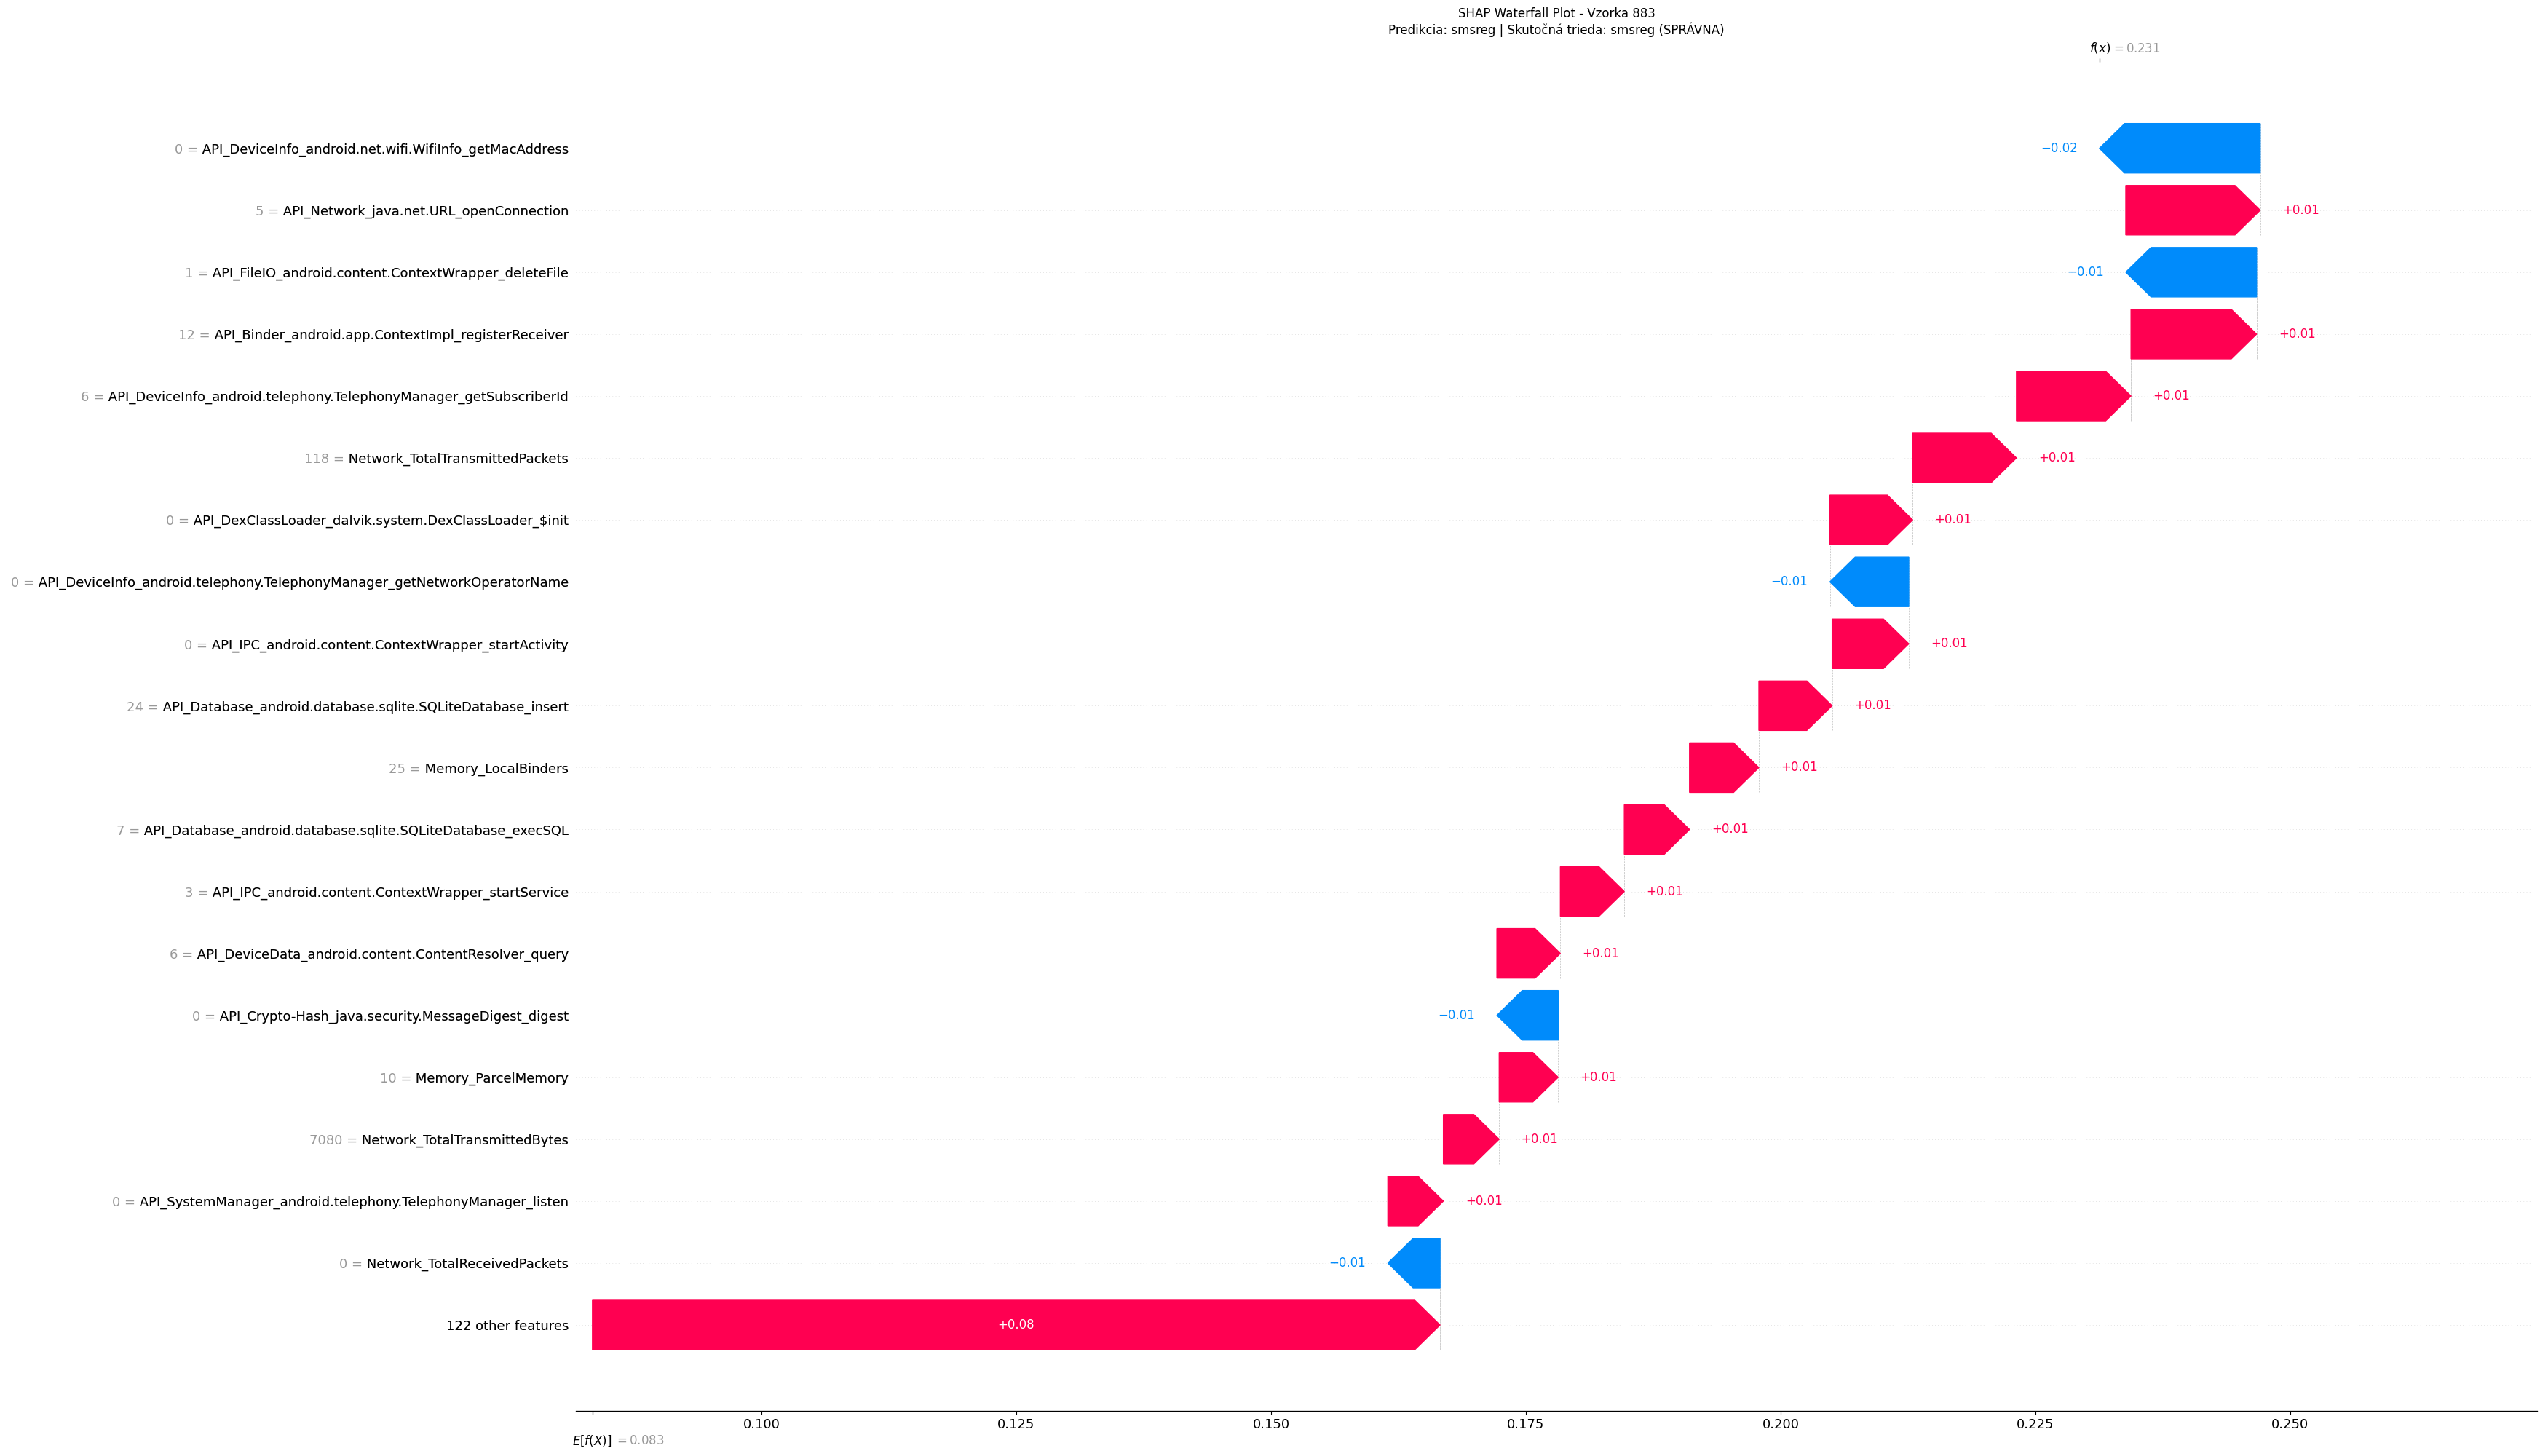 SHAP Waterfall Plot - Vzorka 883
Predikcia: smsreg | Skutočná trieda: smsreg (SPRÁVNA)
f(x) = 0.231
0 = API_DeviceInfo_android.net.wifi.WifiInfo_getMacAddress
−0.02
5 = API_Network_java.net.URL_openConnection
+0.01
1 = API_FileIO_android.content.ContextWrapper_deleteFile
−0.01
12 = API_Binder_android.app.ContextImpl_registerReceiver
+0.01
6 = API_DeviceInfo_android.telephony.TelephonyManager_getSubscriberId
+0.01
118 = Network_TotalTransmittedPackets
+0.01
0 = API_DexClassLoader_dalvik.system.DexClassLoader_$init
+0.01
0 = API_DeviceInfo_android.telephony.TelephonyManager_getNetworkOperatorName
−0.01
0 = API_IPC_android.content.ContextWrapper_startActivity
+0.01
24 = API_Database_android.database.sqlite.SQLiteDatabase_insert
+0.01
25 = Memory_LocalBinders
+0.01
7 = API_Database_android.database.sqlite.SQLiteDatabase_execSQL
+0.01
3 = API_IPC_android.content.ContextWrapper_startService
+0.01
6 = API_DeviceData_android.content.ContentResolver_query
+0.01
0 = API_Crypto-Hash_java.security.MessageDigest_digest
−0.01
10 = Memory_ParcelMemory
+0.01
7080 = Network_TotalTransmittedBytes
+0.01
0 = API_SystemManager_android.telephony.TelephonyManager_listen
+0.01
0 = Network_TotalReceivedPackets
−0.01
122 other features
+0.08
0.100 0.125 0.150 0.175 0.200 0.225 0.250
E[f(X)] = 0.083